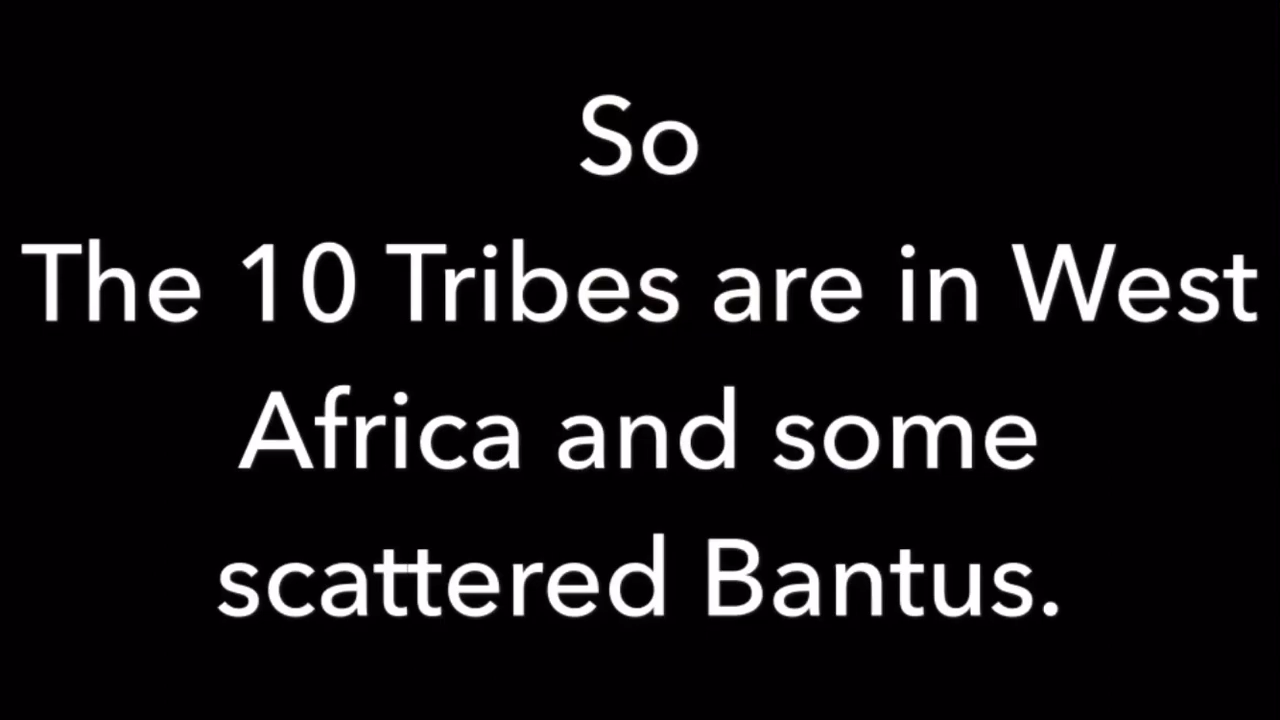 So
The 10 Tribes are in West
Africa and some
scattered Bantus.